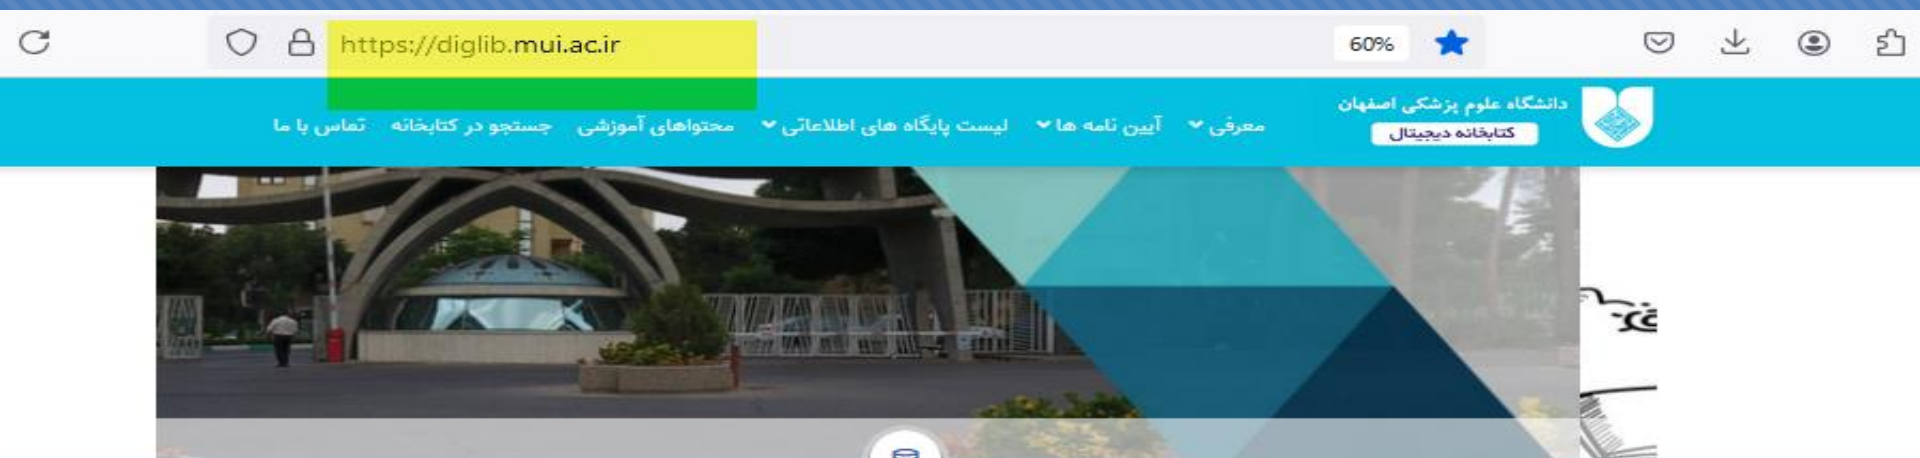 https://diglib.mui.ac.ir
60%
دانشگاه علوم پزشکی اصفهان
کتابخانه دیجیتال
معرفی آیین نامه ها لیست پایگاه های اطلاعاتی محتواهای آموزشی جستجو در کتابخانه تماس با ما